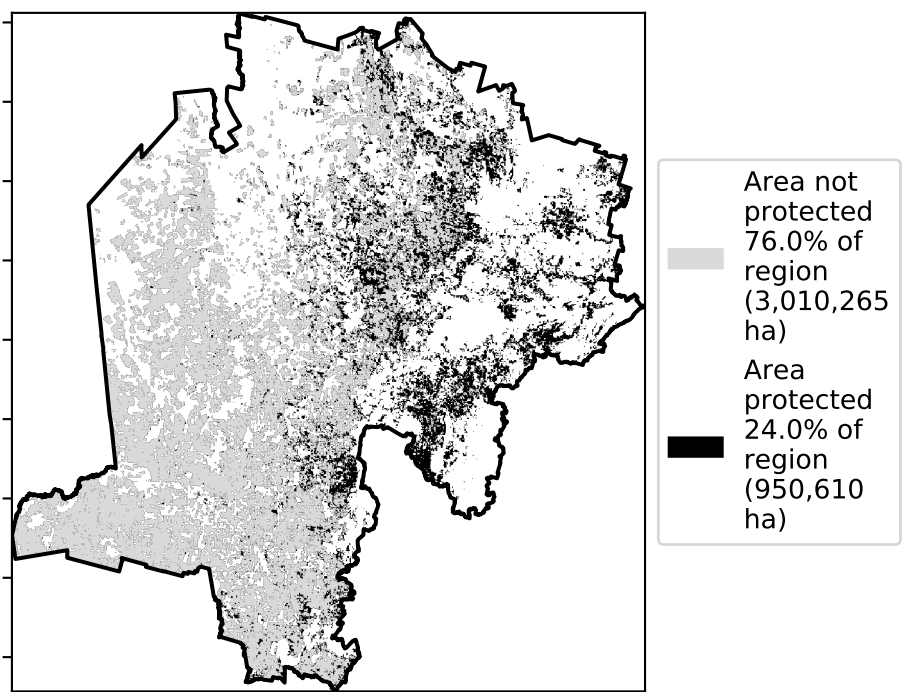 Area not
protected
76.0% of
region
(3,010,265
ha)
Area
protected
24.0% of
region
(950,610
ha)